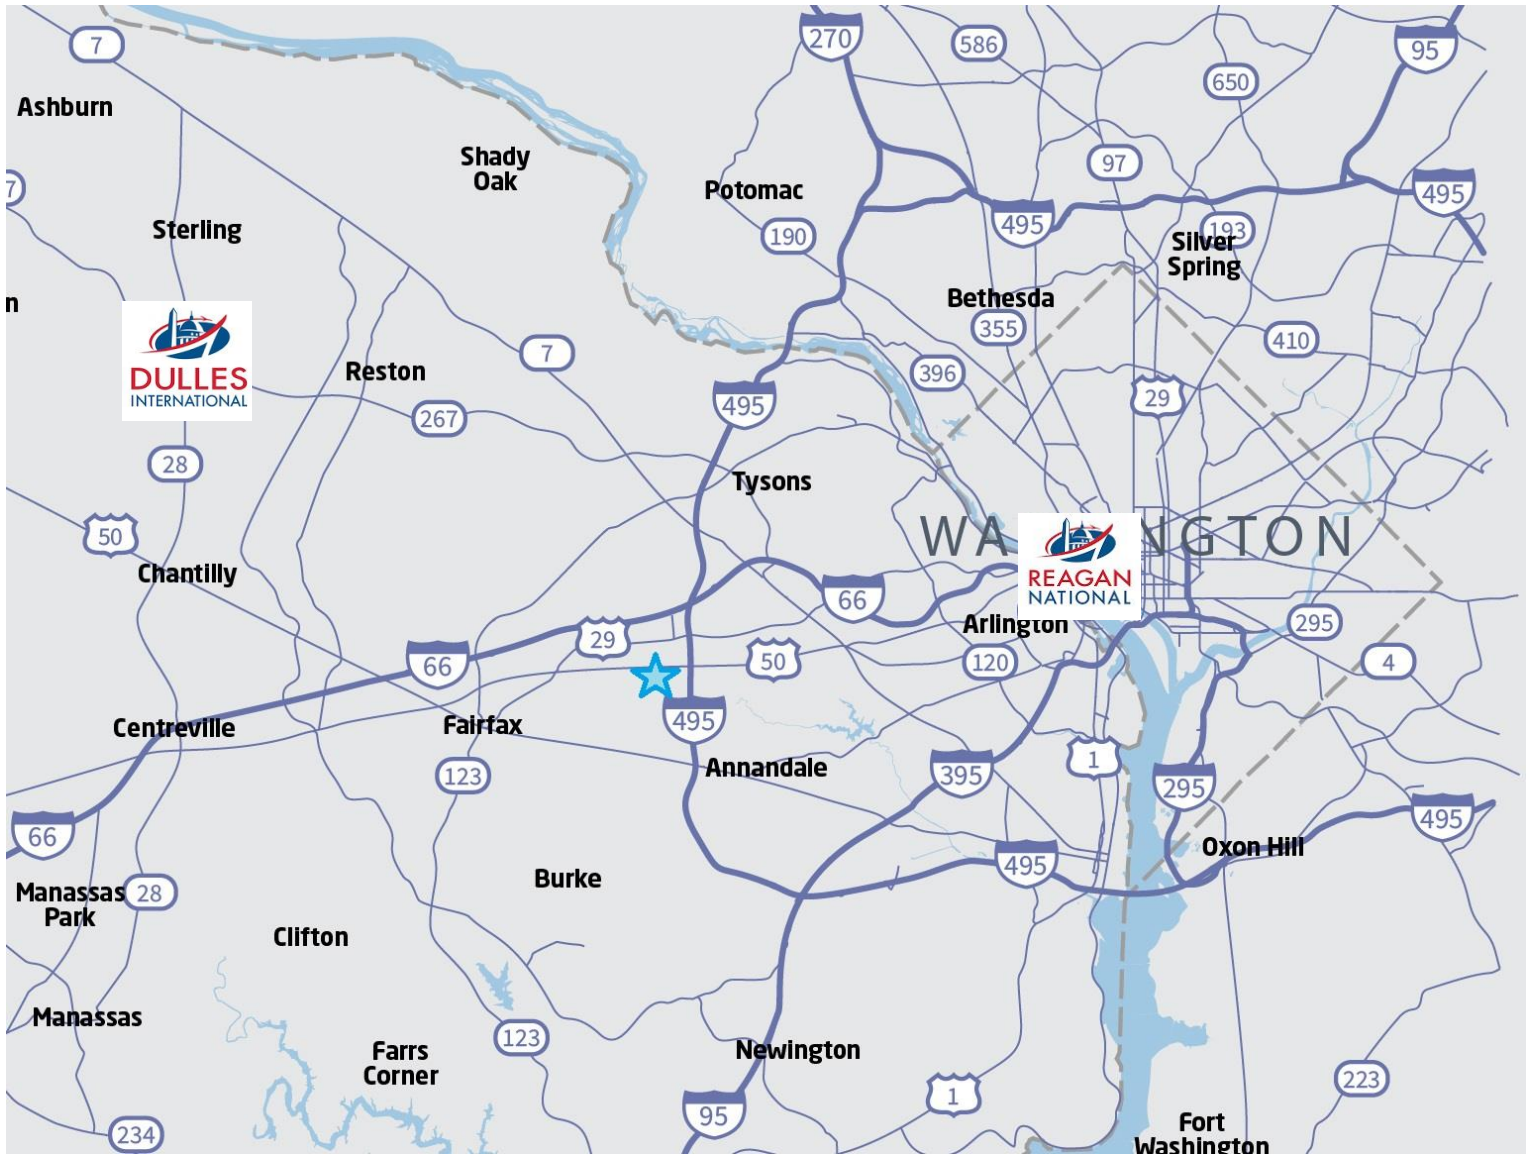 270
586
95
7
650
Ashburn
97
Shady
Oak
7
Potomac
495
495
190
193
Silver
Spring
Sterling
n
Bethesda
355
410
7
DULLES
INTERNATIONAL
Reston
396
495
29
267
28
Tysons
50
WA
NGTON
Chantilly
REAGAN
NATIONAL
66
Arlington
295
29
66
50
120
4
Centreville
Fairfax
495
1
Annandale
123
395
295
66
495
495
Oxon Hill
Burke
Manassas
Park
28
Clifton
Manassas
123
Newington
Farrs
Corner
223
1
95
234
Fort
Washington